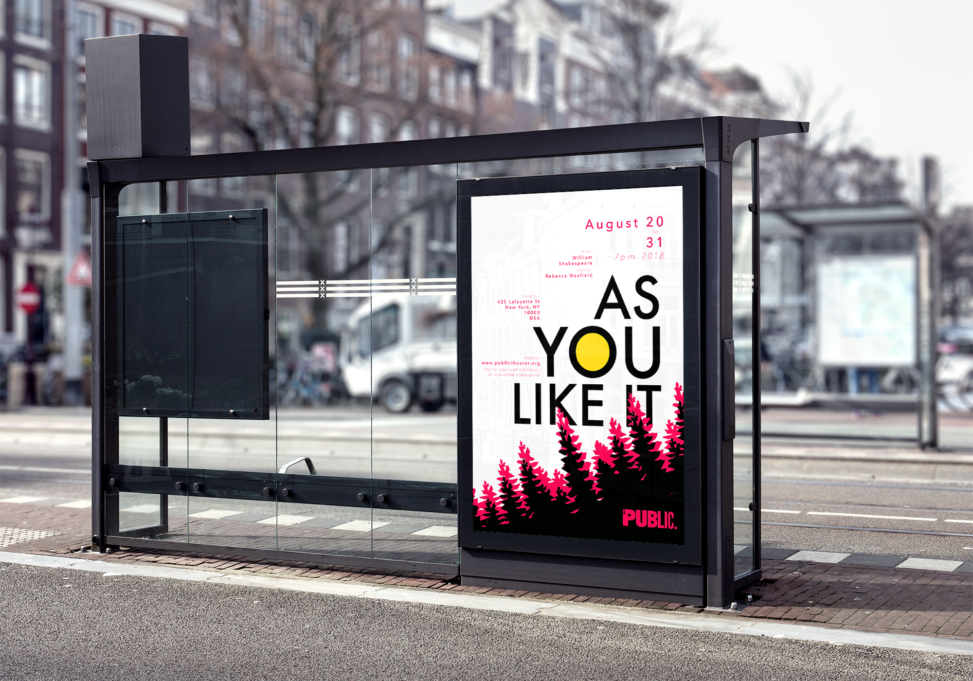 August 20
31
7p.m. 2018
William
Shakespeare
Rebecca Maxfield
425 Lafayette St
New York, NY
10003
USA
www.publictheater.org
AS
YOU
LIKE IT
PUBLIC.